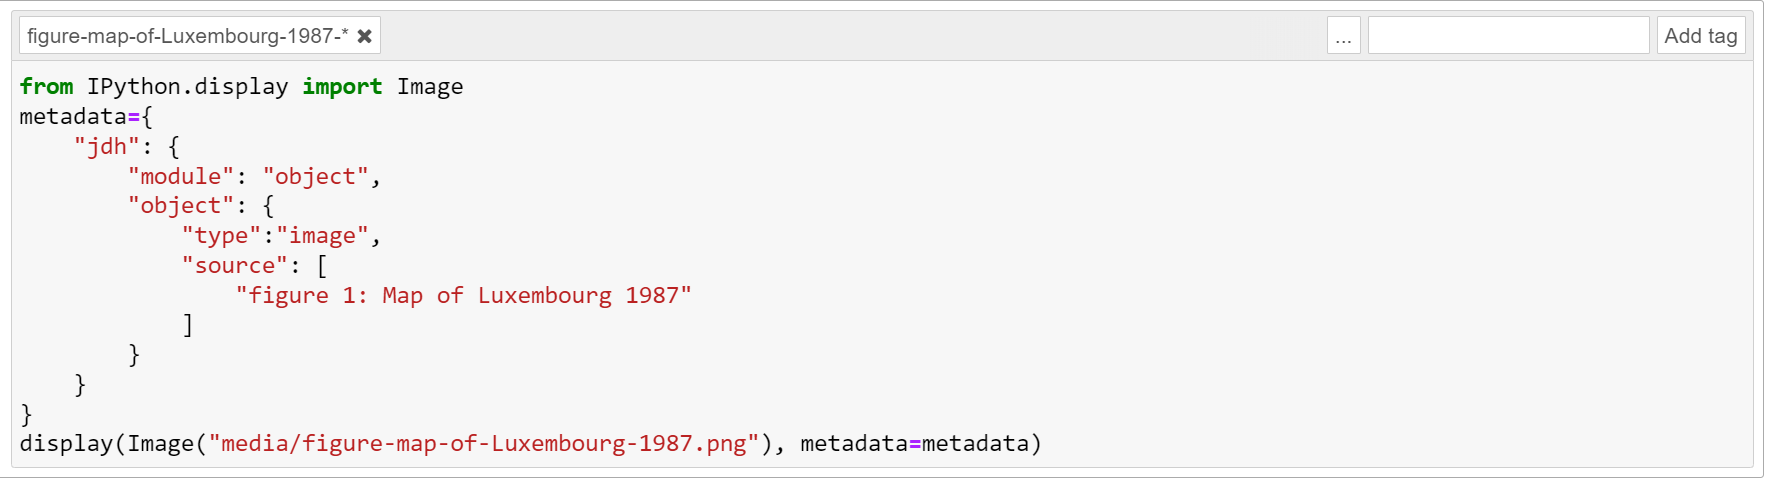 figure-map-of-Luxembourg-1987-* ✖ ... Add tag
from IPython.display import Image
metadata={
    "jdh": {
        "module": "object",
        "object": {
            "type":"image",
            "source": [
                "figure 1: Map of Luxembourg 1987"
            ]
        }
    }
}
display(Image("media/figure-map-of-Luxembourg-1987.png"), metadata=metadata)